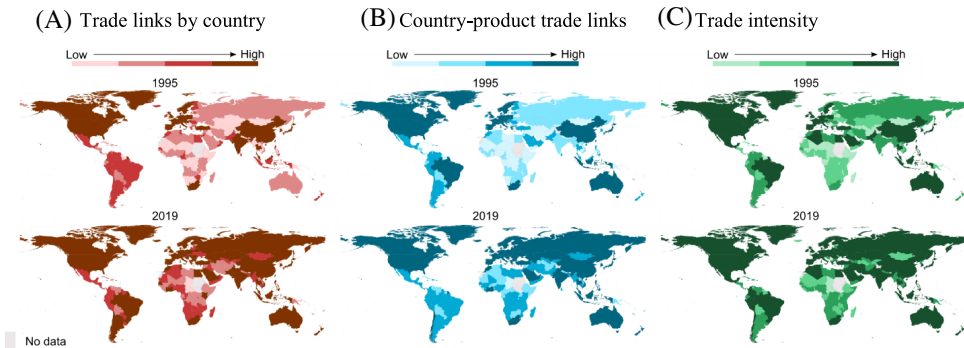 (A) Trade links by country
Low High
1995
2019
No data
(B) Country-product trade links
Low High
1995
2019
(C) Trade intensity
Low High
1995
2019